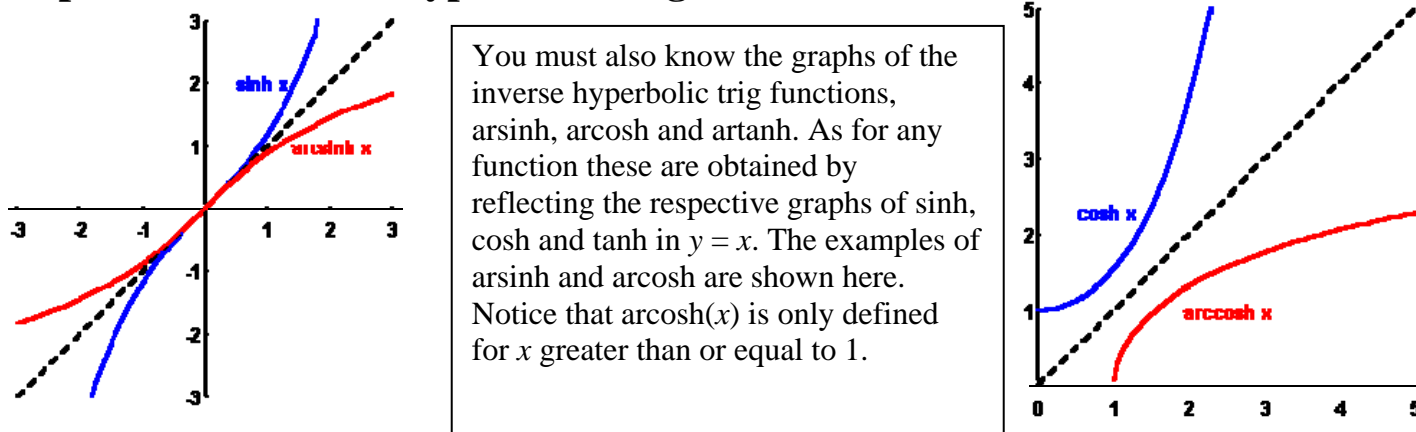 3
2
sinh x
1
arcsinh x
-3
-2
-1
1
2
3
-1
-2
-3
You must also know the graphs of the
inverse hyperbolic trig functions,
arsinh, arcosh and artanh. As for any
function these are obtained by
reflecting the respective graphs of sinh,
cosh and tanh in y = x. The examples of
arsinh and arcosh are shown here.
Notice that arcosh(x) is only defined
for x greater than or equal to 1.
5
4
3
cosh x
2
1
arccosh x
0
1
2
3
4
5